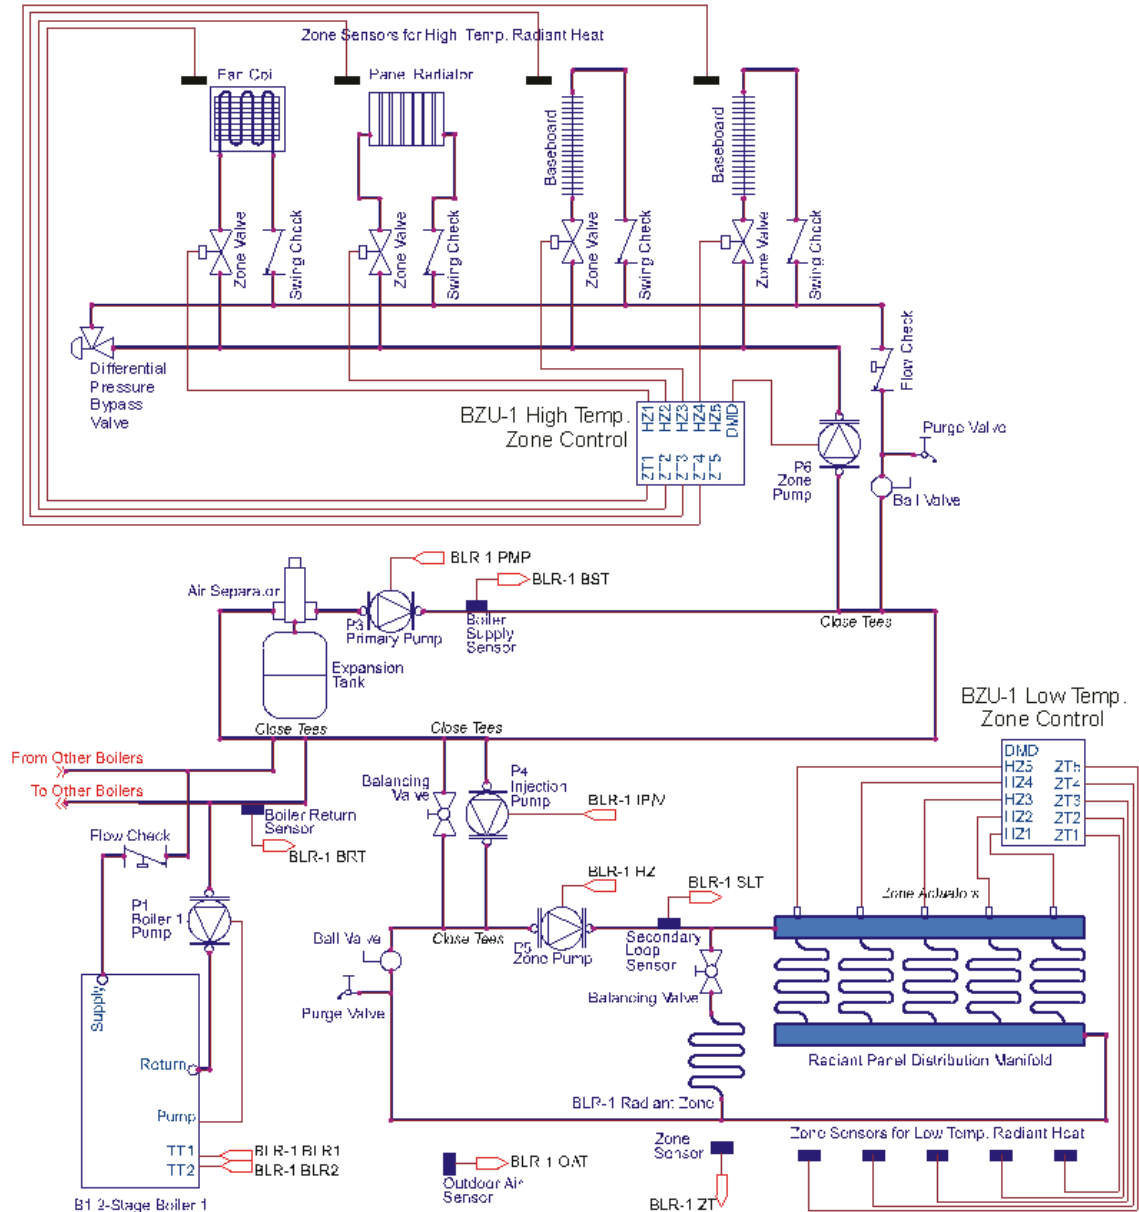 Zone Sensors for High Temp. Radiant Heat
Fan Coi
Panel Radiator
Baseboard
Baseboard
Zone Valve
Swing Check
Zone Valve
Swing Check
Zone Valve
Swing Check
Zone Valve
Swing Check
Differential
Pressure
Bypass
Valve
Flow Check
BZU-1 High Temp.
Zone Control
HZ1
HZ2
HZ3
HZ4
HZ5
DMD
ZT1
ZT2
ZT3
ZT4
ZT5
P6
Zone
Pump
Purge Valve
Ball Valve
BLR-1 PMP
BLR-1 BST
Air Separator
P3
Primary Pump
Boiler
Supply
Sensor
Close Tees
Expansion
Tank
Close Tees
Close Tees
BZU-1 Low Temp.
Zone Control
DMD
HZ5
HZ4
HZ3
HZ2
HZ1
ZT5
ZT4
ZT3
ZT2
ZT1
From Other Boilers
To Other Boilers
Balancing
Valve
P4
Injection
Pump
BLR-1 IP/V
Boiler Return
Sensor
BLR-1 BRT
Flow Check
P1
Boiler 1
Pump
BLR-1 HZ
BLR-1 SLT
Zone Actuators
Ball Valve
Close Tees
P5
Zone Pump
Secondary
Loop
Sensor
Purge Valve
Balancing Valve
Supply
Return
Pump
TT1
TT2
BLR-1 BLR1
BLR-1 BLR2
B1 2-Stage Boiler 1
Radiant Panel Distribution Manifold
BLR-1 Radiant Zone
Zone
Sensor
BLR-1 ZT
Zone Sensors for Low Temp. Radiant Heat
BLR-1 OAT
Outdoor Air
Sensor